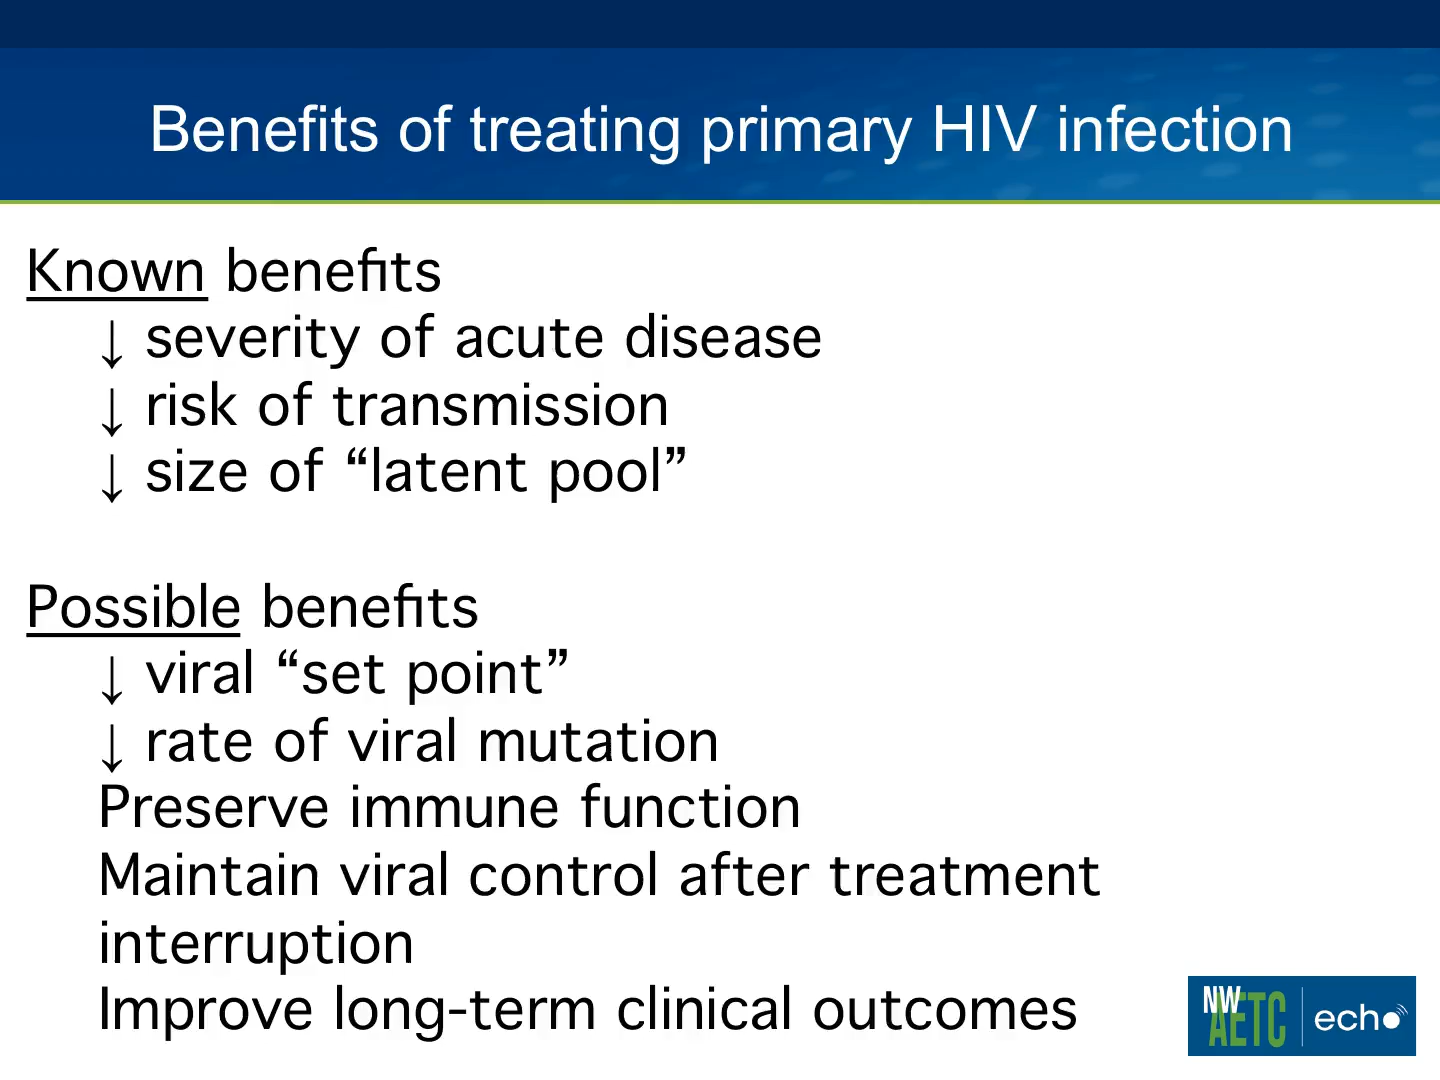 Benefits of treating primary HIV infection
Known benefits
↓ severity of acute disease
↓ risk of transmission
↓ size of “latent pool”
Possible benefits
↓ viral “set point”
↓ rate of viral mutation
Preserve immune function
Maintain viral control after treatment
interruption
Improve long-term clinical outcomes
NW
AETC
echo